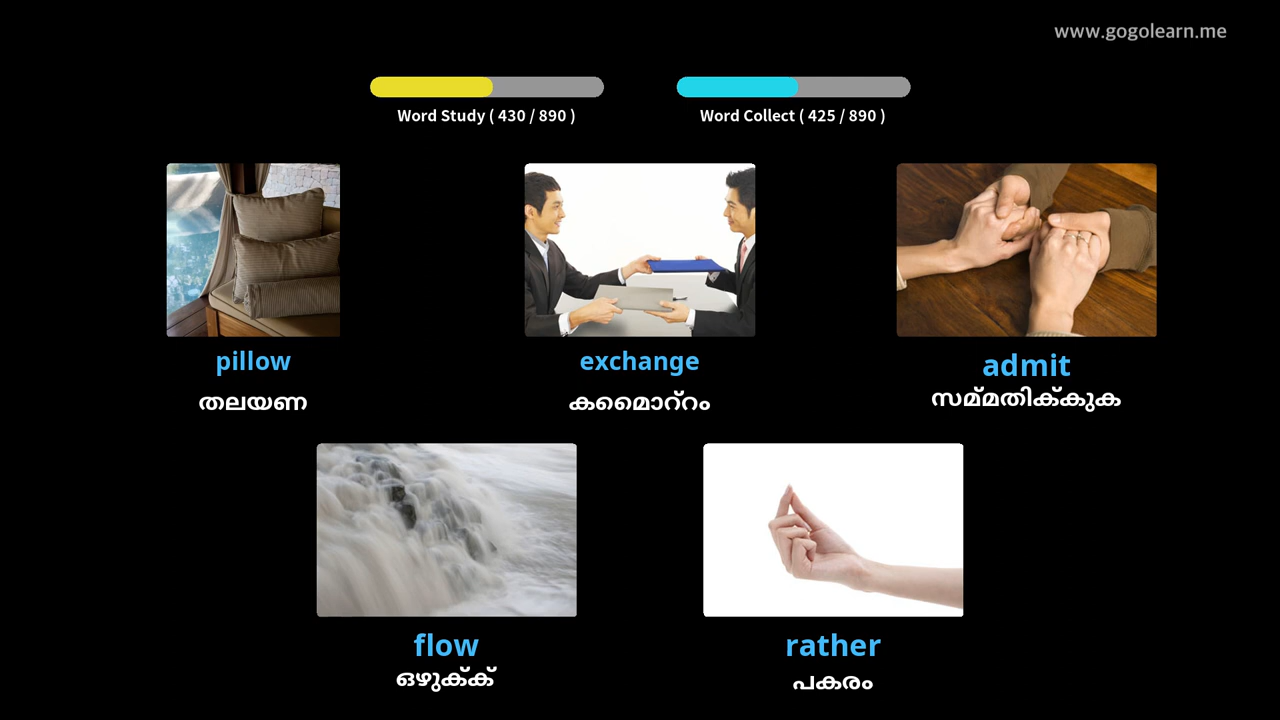 www.gogolearn.me
Word Study ( 430 / 890 )
Word Collect ( 425 / 890 )
pillow
exchange
admit
തലയണ
കൈമാറ്റം
സമ്മതിക്കുക
flow
rather
ഒഴുക്ക്
പകരം